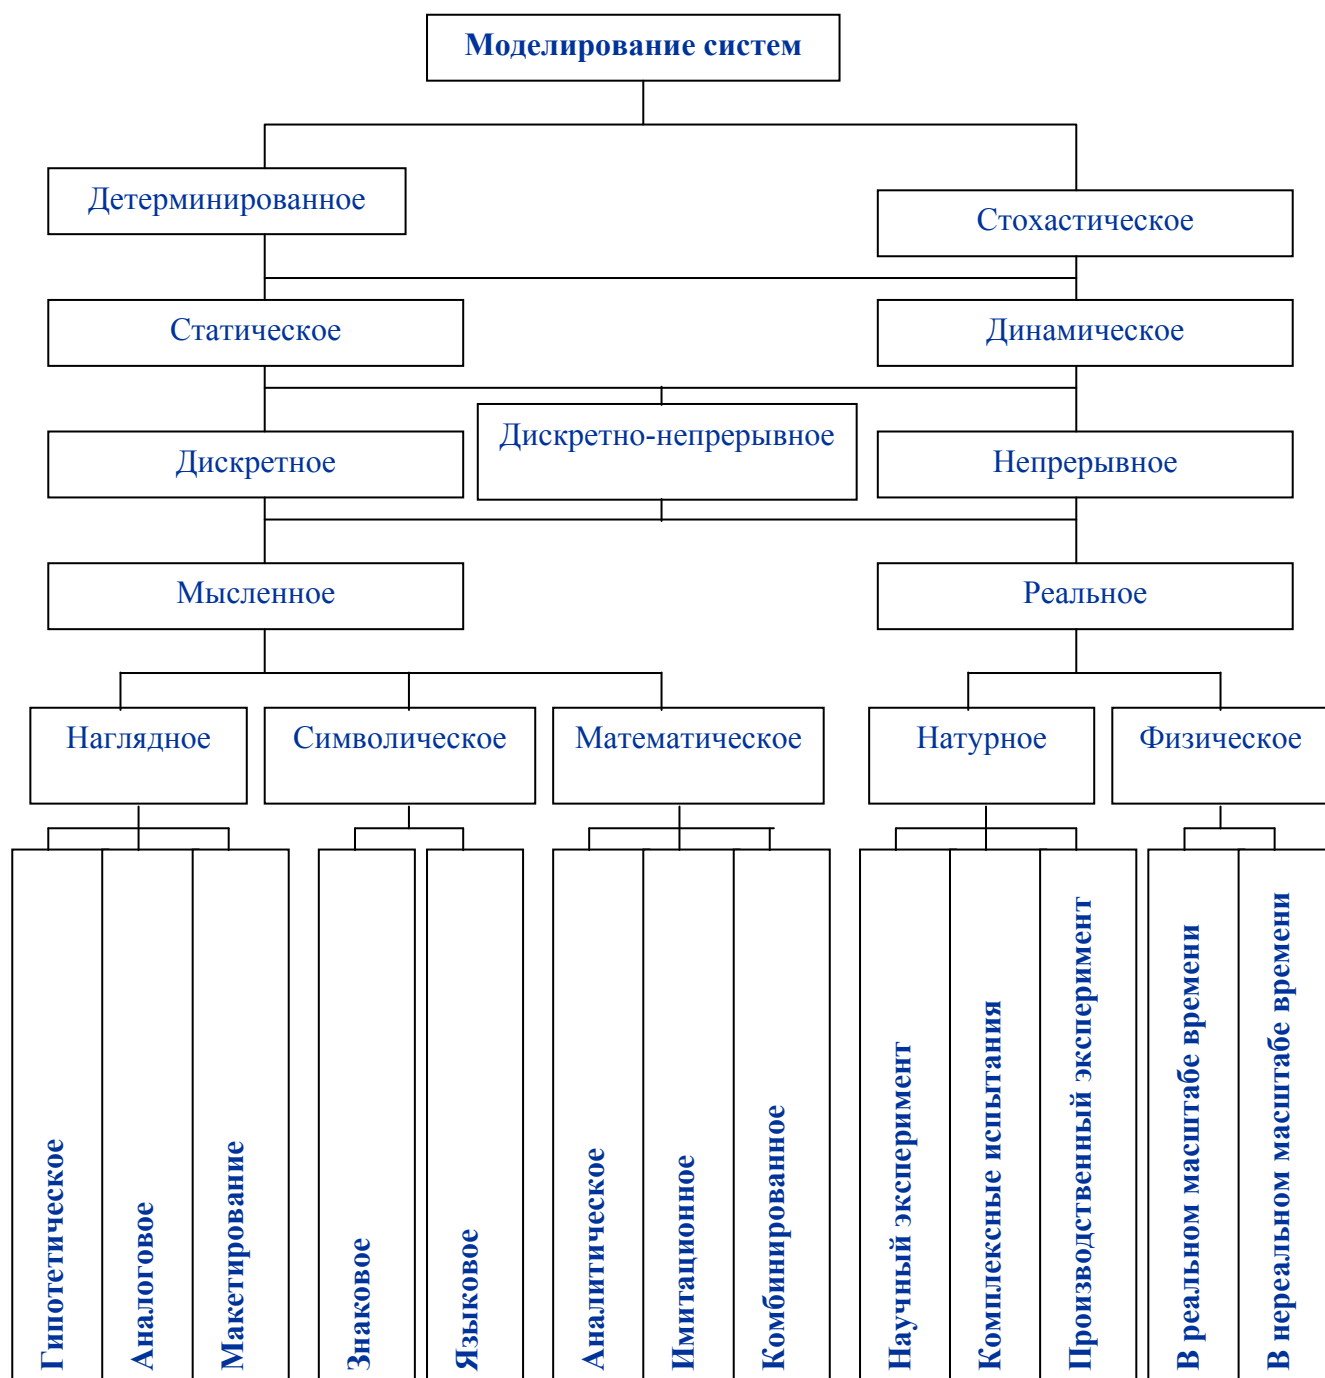 Моделирование систем
Детерминированное
Стохастическое
Статическое
Динамическое
Дискретно-непрерывное
Дискретное
Непрерывное
Мысленное
Реальное
Наглядное
Символическое
Математическое
Натурное
Физическое
Гипотетическое
Аналоговое
Макетирование
Знаковое
Языковое
Аналитическое
Имитационное
Комбинированное
Научный эксперимент
Комплексные испытания
Производственный эксперимент
В реальном масштабе времени
В нереальном масштабе времени